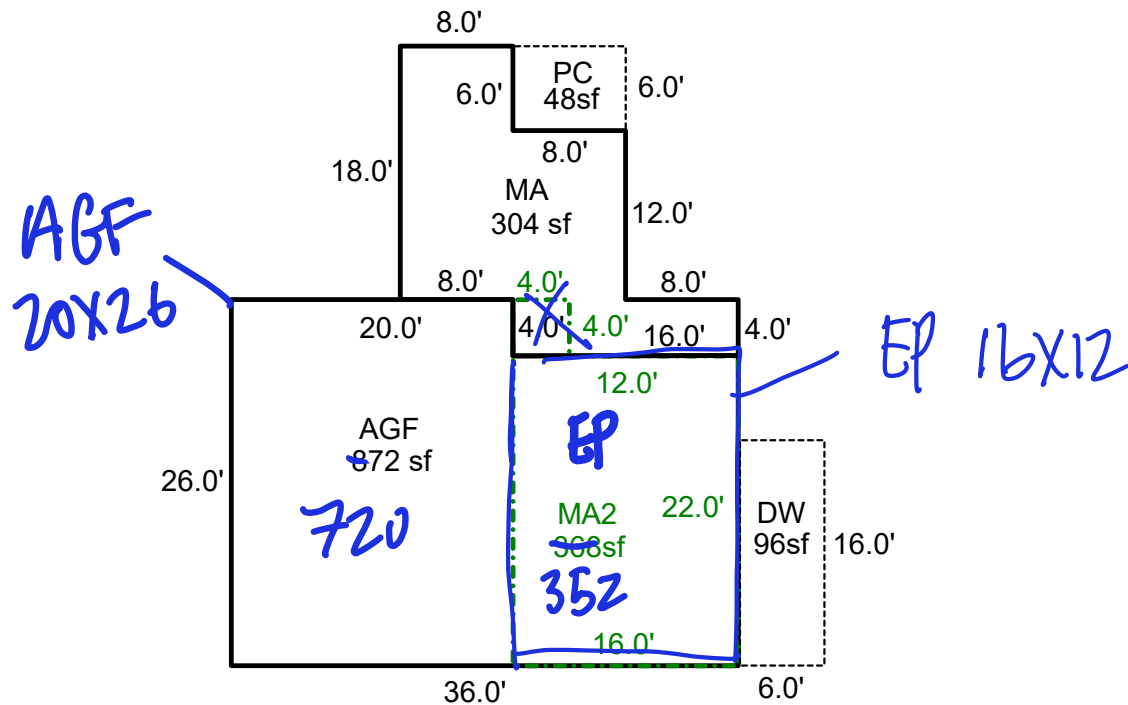 8.0'
PC
48sf
6.0'
6.0'
8.0'
18.0'
MA
304 sf
12.0'
AGF
20X26
8.0'
4.0'
8.0'
20.0'
4.0'
4.0'
16.0'
4.0'
EP 16X12
12.0'
AGF
872 sf
EP
26.0'
720
MA2
368sf
22.0'
DW
96sf
16.0'
352
16.0'
36.0'
6.0'